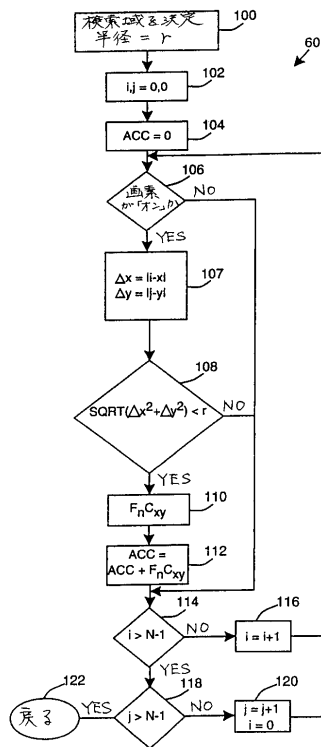 検索域を決定
半径 = r
100
60
i,j = 0,0
102
ACC = 0
104
106
画素
が「オン」か
NO
YES
Δx = |i-x|
Δy = |j-y|
107
108
SQRT(Δx²+Δy²) < r
NO
YES
FnCxy
110
ACC =
ACC + FnCxy
112
114
i > N-1
NO
i = i+1
116
YES
118
j > N-1
NO
j = j+1
i = 0
120
YES
122
戻る